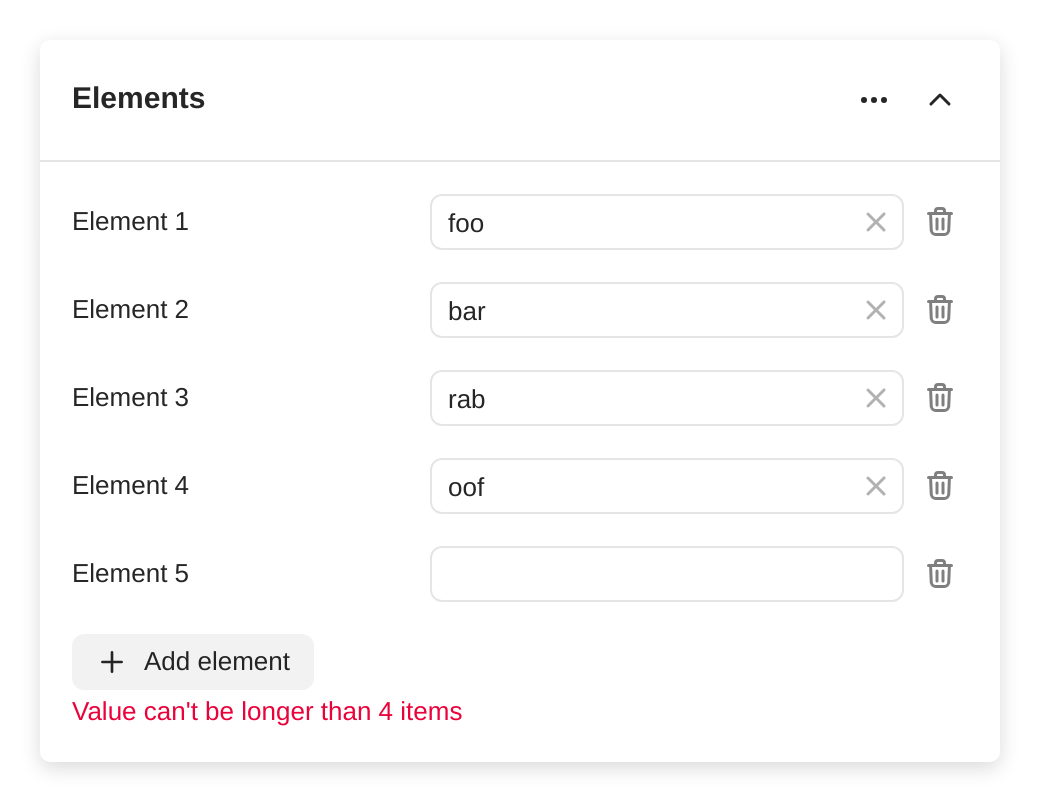 Elements
Element 1
foo
Element 2
bar
Element 3
rab
Element 4
oof
Element 5
Add element
Value can't be longer than 4 items